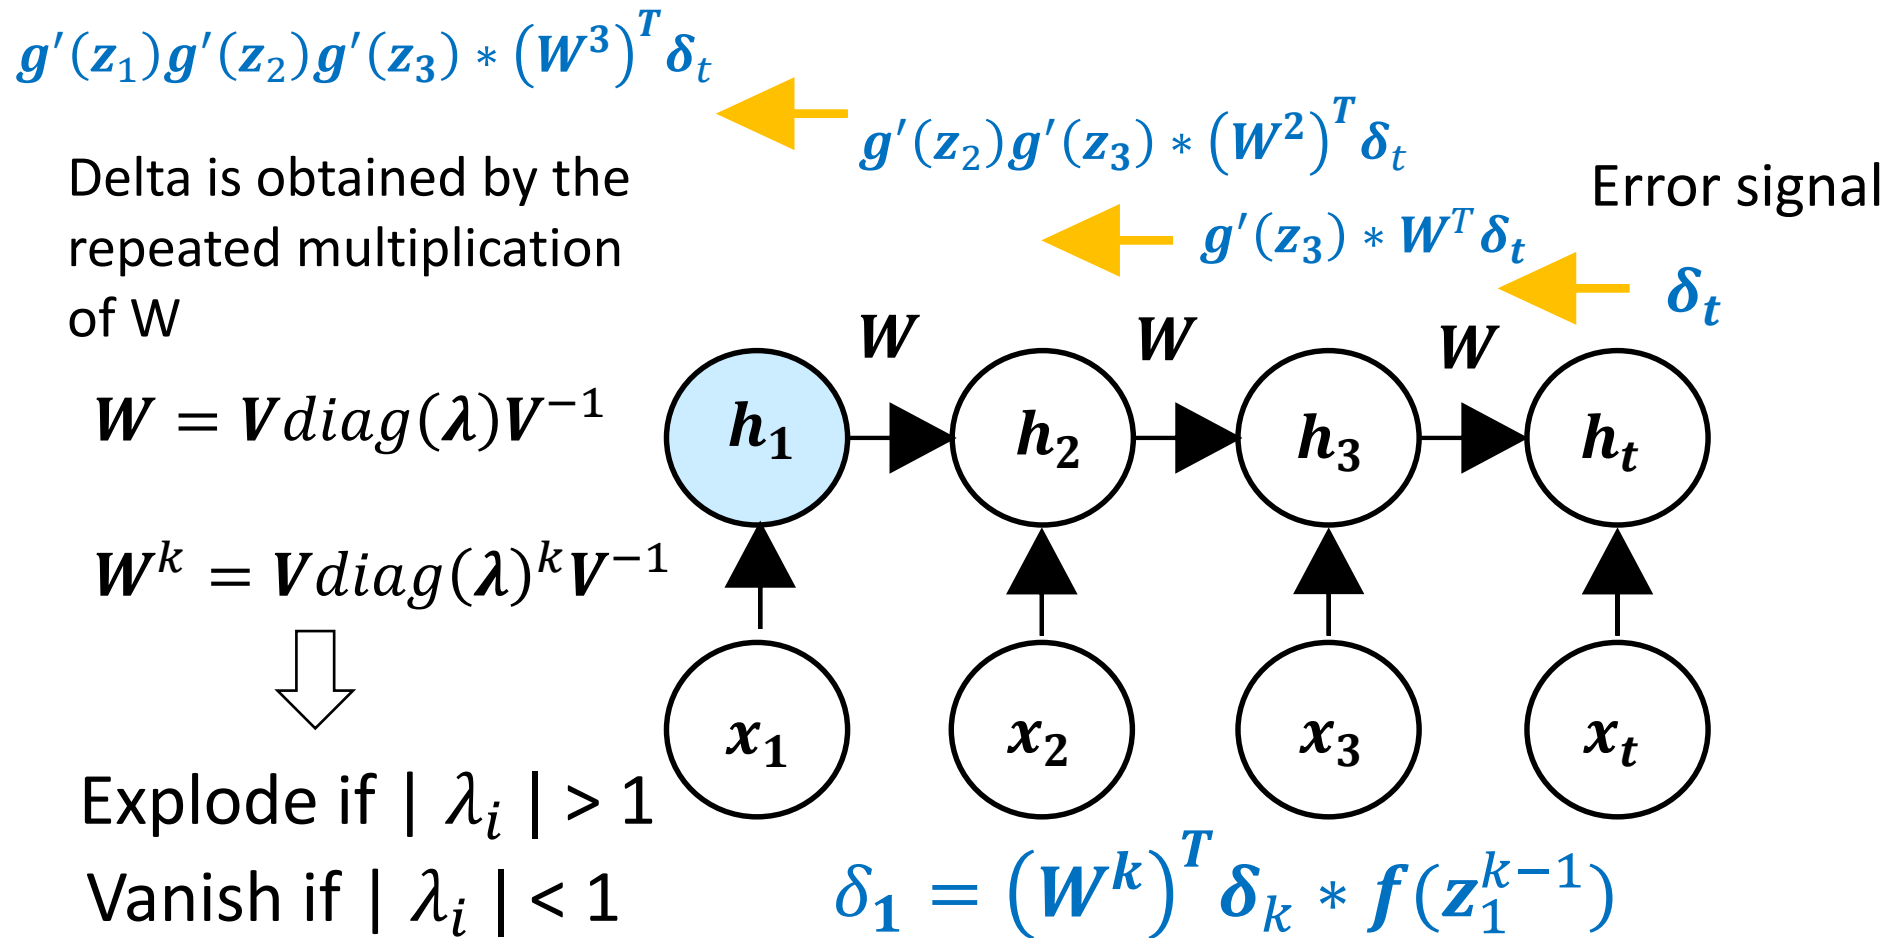 g′(z₁)g′(z₂)g′(z₃) ∗ (W³)ᵀδₜ
g′(z₂)g′(z₃) ∗ (W²)ᵀδₜ
Error signal
g′(z₃) ∗ Wᵀδₜ
δₜ
Delta is obtained by the
repeated multiplication
of W
W W W
W = Vdiag(λ)V⁻¹
h₁ h₂ h₃ hₜ
Wᵏ = Vdiag(λ)ᵏV⁻¹
x₁ x₂ x₃ xₜ
Explode if | λᵢ | > 1
Vanish if | λᵢ | < 1
δ₁ = (Wᵏ)ᵀδₖ ∗ f(z₁ᵏ⁻¹)